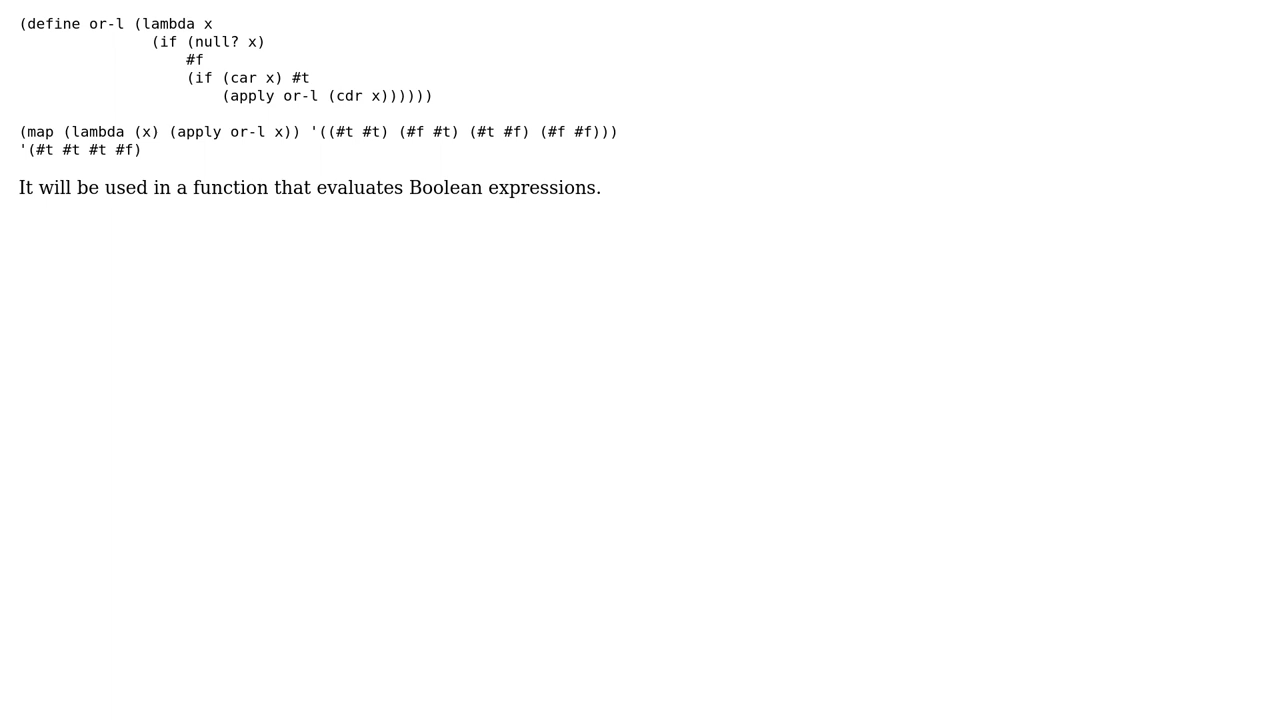 (define or-l (lambda x
               (if (null? x)
                   #f
                   (if (car x) #t
                       (apply or-l (cdr x))))))
(map (lambda (x) (apply or-l x)) '((#t #t) (#f #t) (#t #f) (#f #f)))
'(#t #t #t #f)
It will be used in a function that evaluates Boolean expressions.